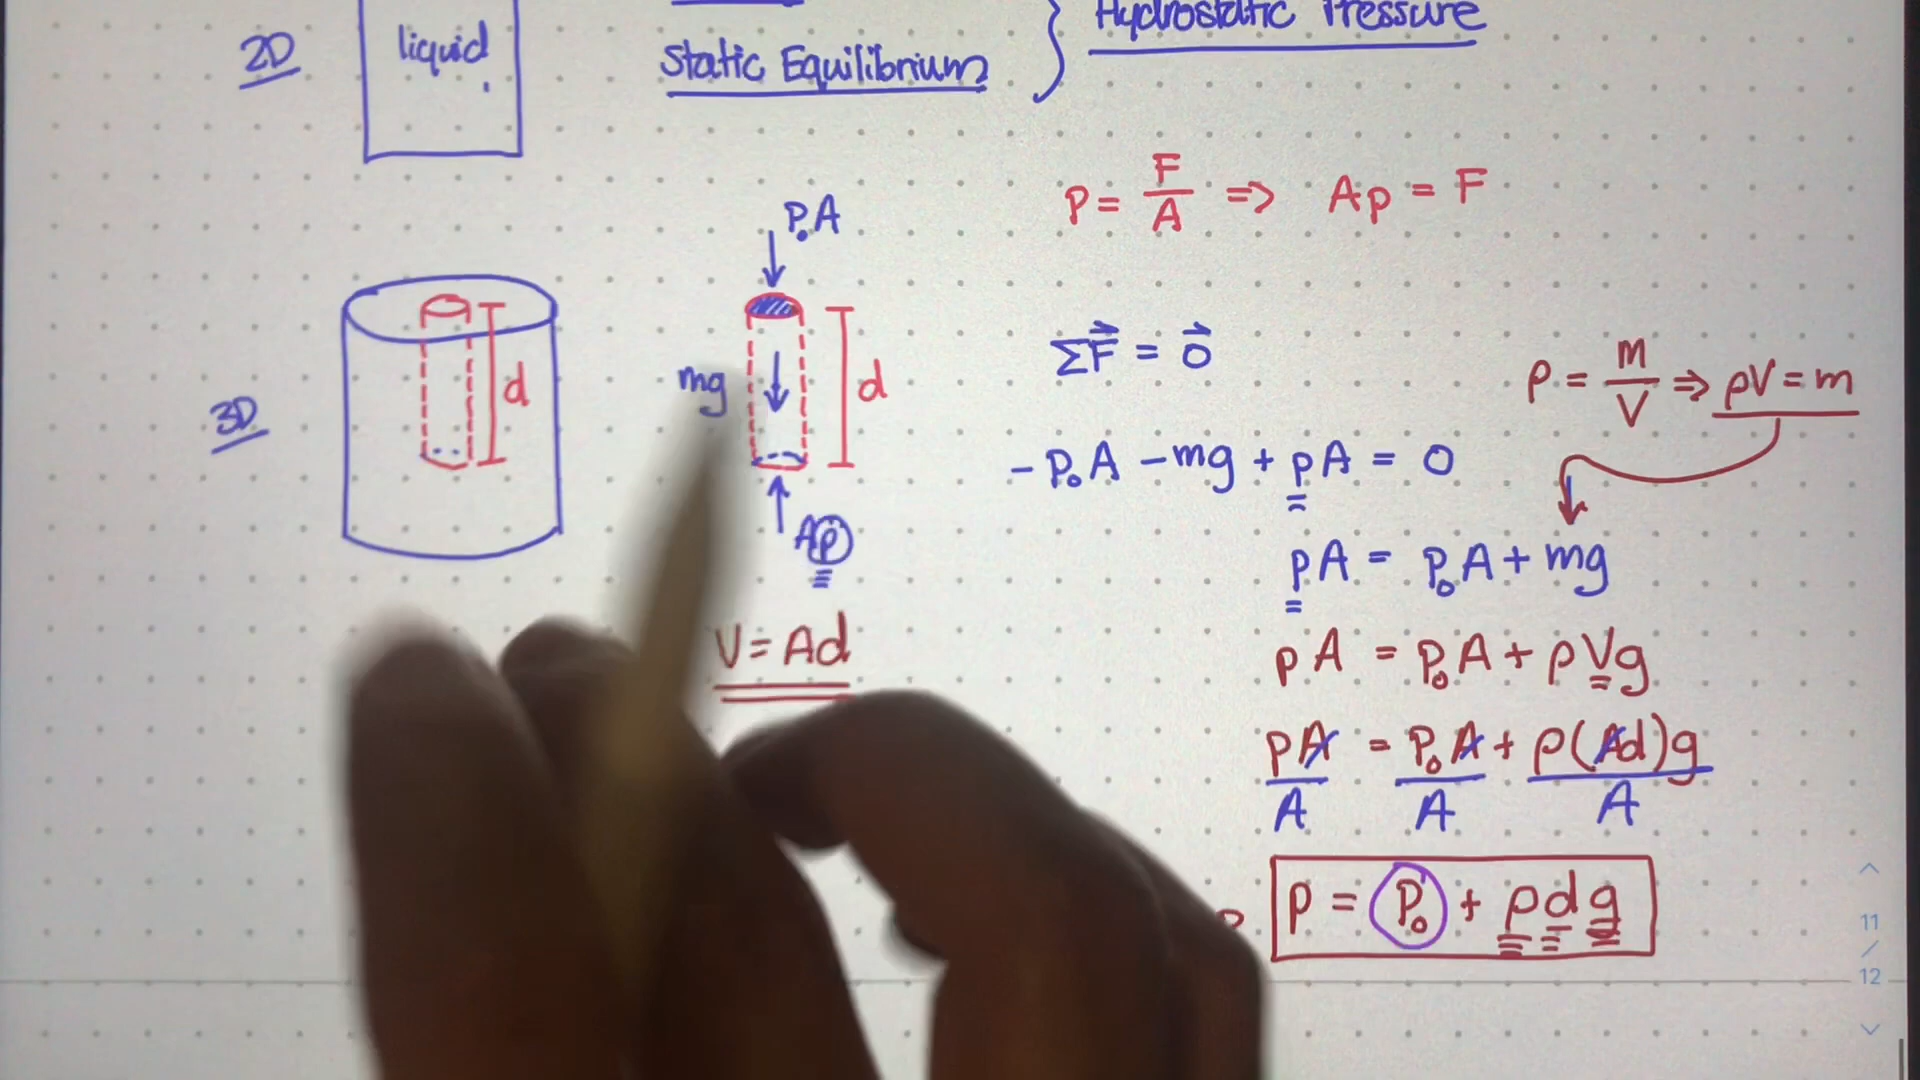 Hydrostatic Pressure
2D
liquid
Static Equilibrium
P = F/A ⇒ Ap = F
P₀A
3D
d
mg
d
Ap
V = Ad
ΣF⃗ = 0⃗
ρ = m/V ⇒ ρV = m
- P₀A - mg + pA = 0
pA = P₀A + mg
pA = P₀A + ρVg
pA/A = P₀A/A + ρ(Ad)g/A
p = P₀ + ρdg
11
/
12